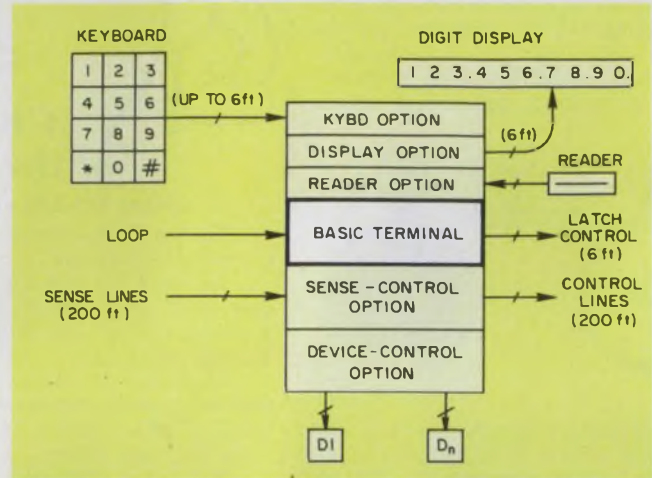 KEYBOARD
DIGIT DISPLAY
1 2 3.4 5 6.7 8.9 0.
1 2 3
4 5 6
7 8 9
* 0 #
(UP TO 6ft)
KYBD OPTION
DISPLAY OPTION
(6ft)
READER OPTION
READER
LOOP
BASIC TERMINAL
LATCH
CONTROL
(6 ft)
SENSE LINES
(200 ft)
SENSE-CONTROL
OPTION
CONTROL
LINES
(200 ft)
DEVICE-CONTROL
OPTION
D1
Dn